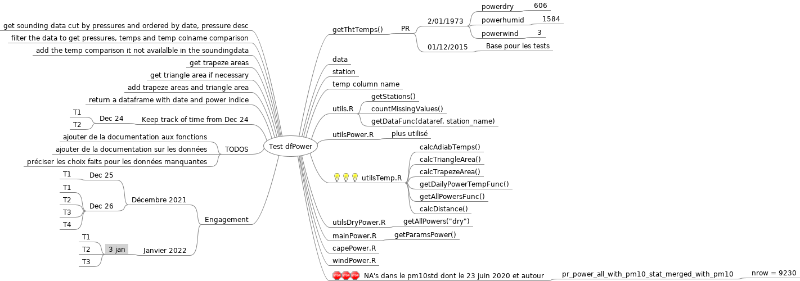 get sounding data cut by pressures and ordered by date, pressure desc
filter the data to get pressures, temps and temp colname comparison
add the temp comparison it not availalble in the soundingdata
get trapeze areas
get triangle area if necessary
add trapeze areas and triangle area
return a dataframe with date and power indice
T1
T2
Dec 24
Keep track of time from Dec 24
ajouter de la documentation aux fonctions
ajouter de la documentation sur les données
préciser les choix faits pour les données manquantes
TODOS
T1
Dec 25
T1
T2
T3
T4
Dec 26
Décembre 2021
T1
T2
T3
3 jan
Janvier 2022
Engagement
Test dfPower
getThtTemps()
PR
2/01/1973
powerdry
606
powerhumid
1584
powerwind
3
01/12/2015
Base pour les tests
data
station
temp column name
utils.R
getStations()
countMissingValues()
getDataFunc(dataref, station_name)
utilsPower.R
plus utilisé
utilsTemp.R
calcAdiabTemps()
calcTriangleArea()
calcTrapezeArea()
getDailyPowerTempFunc()
getAllPowersFunc()
calcDistance()
utilsDryPower.R
getAllPowers("dry")
mainPower.R
getParamsPower()
capePower.R
windPower.R
NA's dans le pm10std dont le 23 juin 2020 et autour
pr_power_all_with_pm10_stat_merged_with_pm10
nrow = 9230